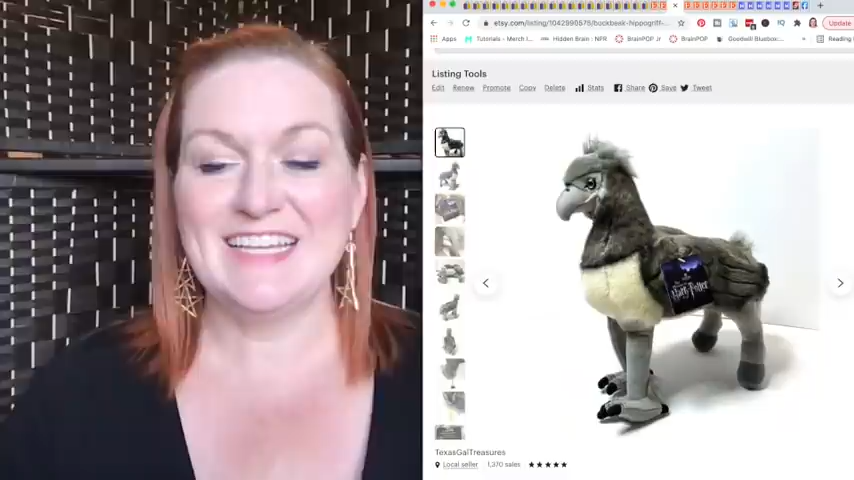 etsy.com/listing/1042990576/buckbeak-hippogriff-...
Update
Apps Tutorials - Merch I... Hidden Brain : NPR BrainPOP Jr BrainPOP Goodwill Bluebox:... Reading
Listing Tools
Edit Renew Promote Copy Delete Stats Share Save Tweet
Harry Potter
TexasGalTreasures
Local seller 1,370 sales